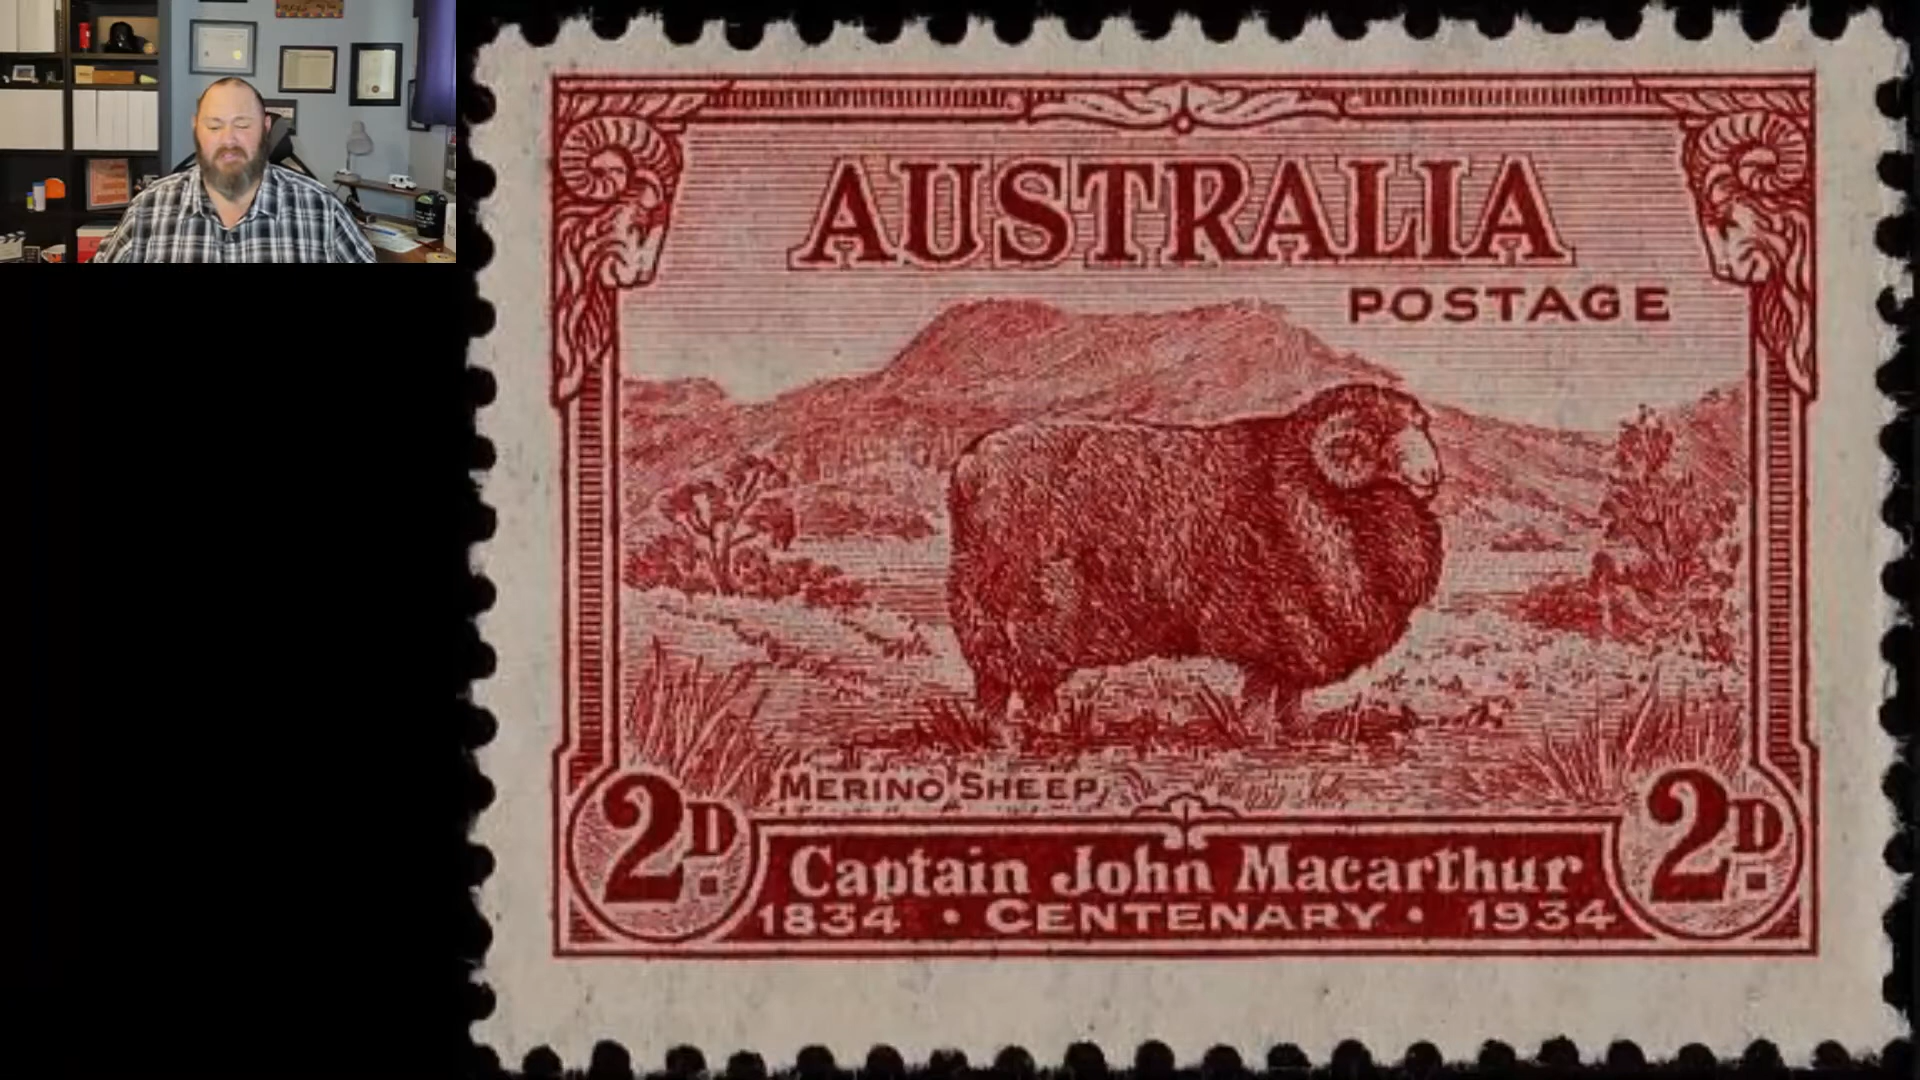 AUSTRALIA
POSTAGE
MERINO SHEEP
2D.
2D.
Captain John Macarthur
1834 • CENTENARY • 1934